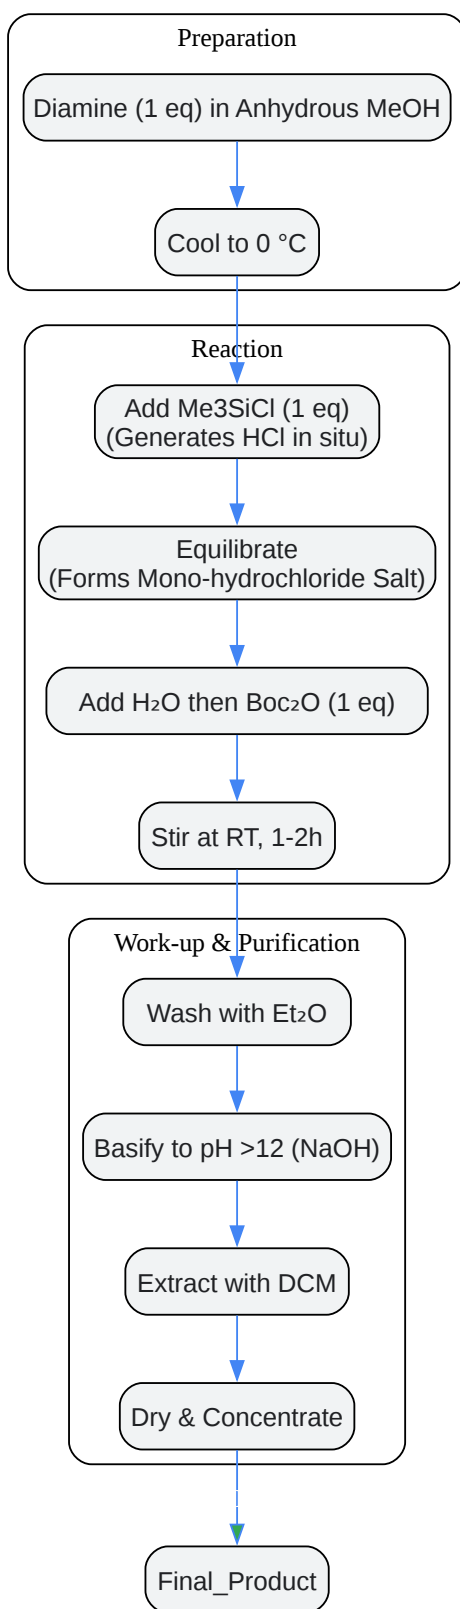 Preparation
Diamine (1 eq) in Anhydrous MeOH
Cool to 0 °C
Reaction
Add Me3SiCl (1 eq)
(Generates HCl in situ)
Equilibrate
(Forms Mono-hydrochloride Salt)
Add H₂O then Boc₂O (1 eq)
Stir at RT, 1-2h
Work-up & Purification
Wash with Et₂O
Basify to pH >12 (NaOH)
Extract with DCM
Dry & Concentrate
Final_Product